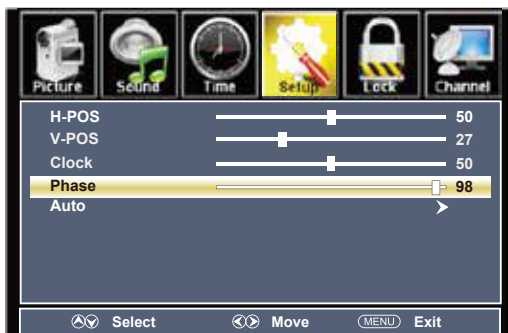 Picture Sound Time Setup Lock Channel
H-POS 50
V-POS 27
Clock 50
Phase 98
Auto
Select Move MENU Exit